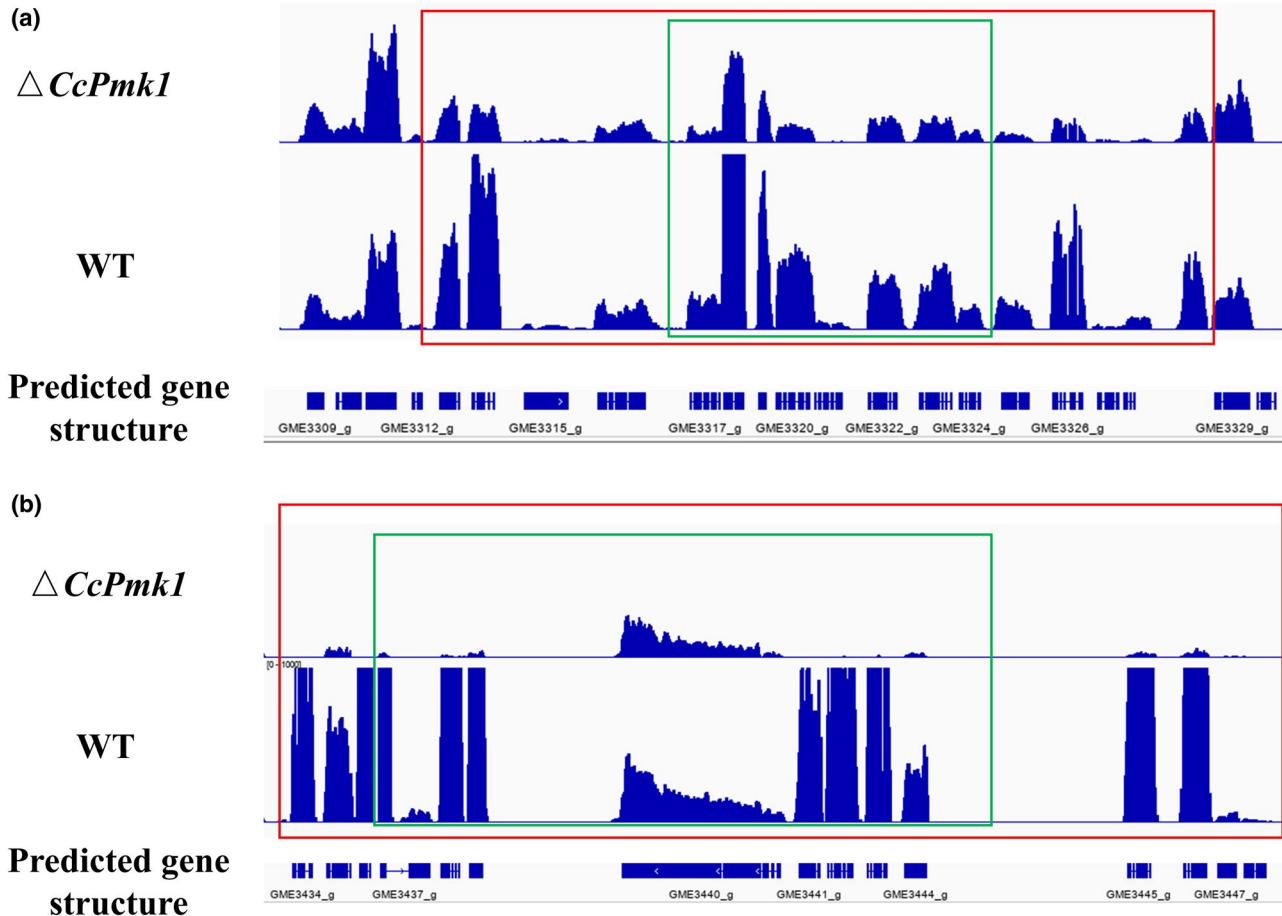 (a)
△ CcPmk1
WT
Predicted gene
structure
GME3309_g GME3312_g GME3315_g GME3317_g GME3320_g GME3322_g GME3324_g GME3326_g GME3329_g
(b)
△ CcPmk1
[0 - 1000]
WT
Predicted gene
structure
GME3434_g GME3437_g GME3440_g GME3441_g GME3444_g GME3445_g GME3447_g